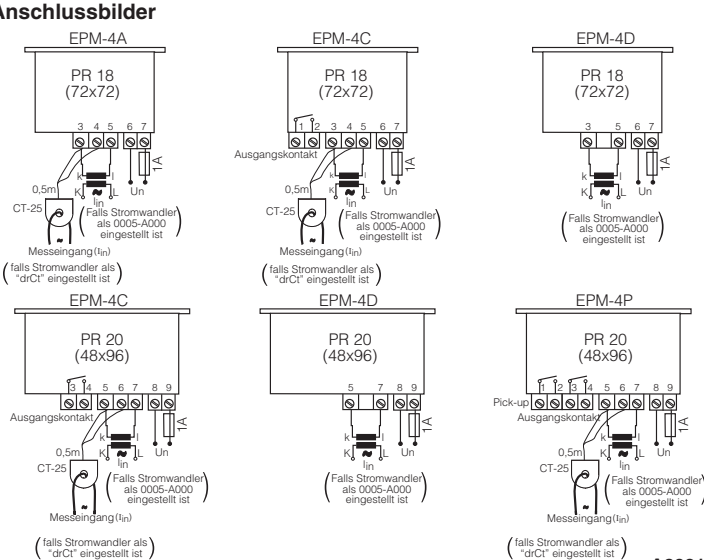 Anschlussbilder
EPM-4A
PR 18
(72x72)
3 4 5 6 7
1A
k l
0,5m
K L
Un
Iin
CT-25
(Falls Stromwandler
als 0005-A000
eingestellt ist)
Messeingang(Iin)
(falls Stromwandler als
"drCt" eingestellt ist)
EPM-4C
PR 18
(72x72)
1 2 3 4 5 6 7
Ausgangskontakt
1A
k l
0,5m
K L
Un
Iin
CT-25
(Falls Stromwandler
als 0005-A000
eingestellt ist)
Messeingang(Iin)
(falls Stromwandler als
"drCt" eingestellt ist)
EPM-4D
PR 18
(72x72)
3 5 6 7
1A
k l
K L
Un
Iin
(Falls Stromwandler
als 0005-A000
eingestellt ist)
EPM-4C
PR 20
(48x96)
3 4 5 6 7 8 9
Ausgangskontakt
1A
k l
0,5m
K L
Un
Iin
CT-25
(Falls Stromwandler
als 0005-A000
eingestellt ist)
Messeingang(Iin)
(falls Stromwandler als
"drCt" eingestellt ist)
EPM-4D
PR 20
(48x96)
5 7 8 9
1A
k l
K L
Un
Iin
(Falls Stromwandler
als 0005-A000
eingestellt ist)
EPM-4P
PR 20
(48x96)
1 2 3 4 5 6 7 8 9
Pick-up
Ausgangskontakt
1A
k l
0,5m
K L
Un
Iin
CT-25
(Falls Stromwandler
als 0005-A000
eingestellt ist)
Messeingang(Iin)
(falls Stromwandler als
"drCt" eingestellt ist)